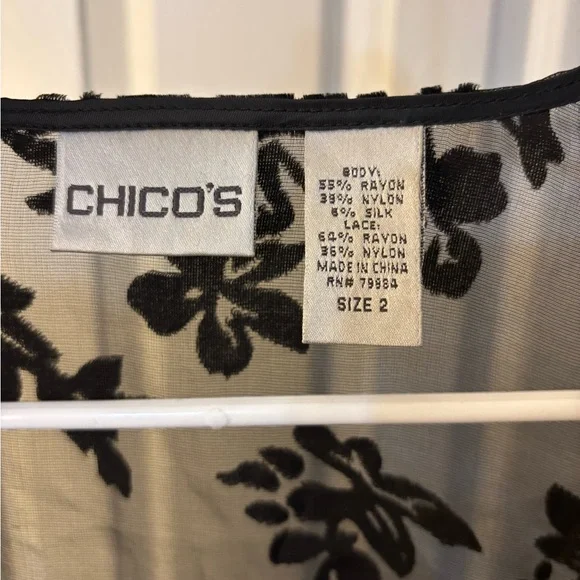 CHICO'S
BODY:
55% RAYON
39% NYLON
6% SILK
LACE:
64% RAYON
36% NYLON
MADE IN CHINA
RN# 79984
SIZE 2